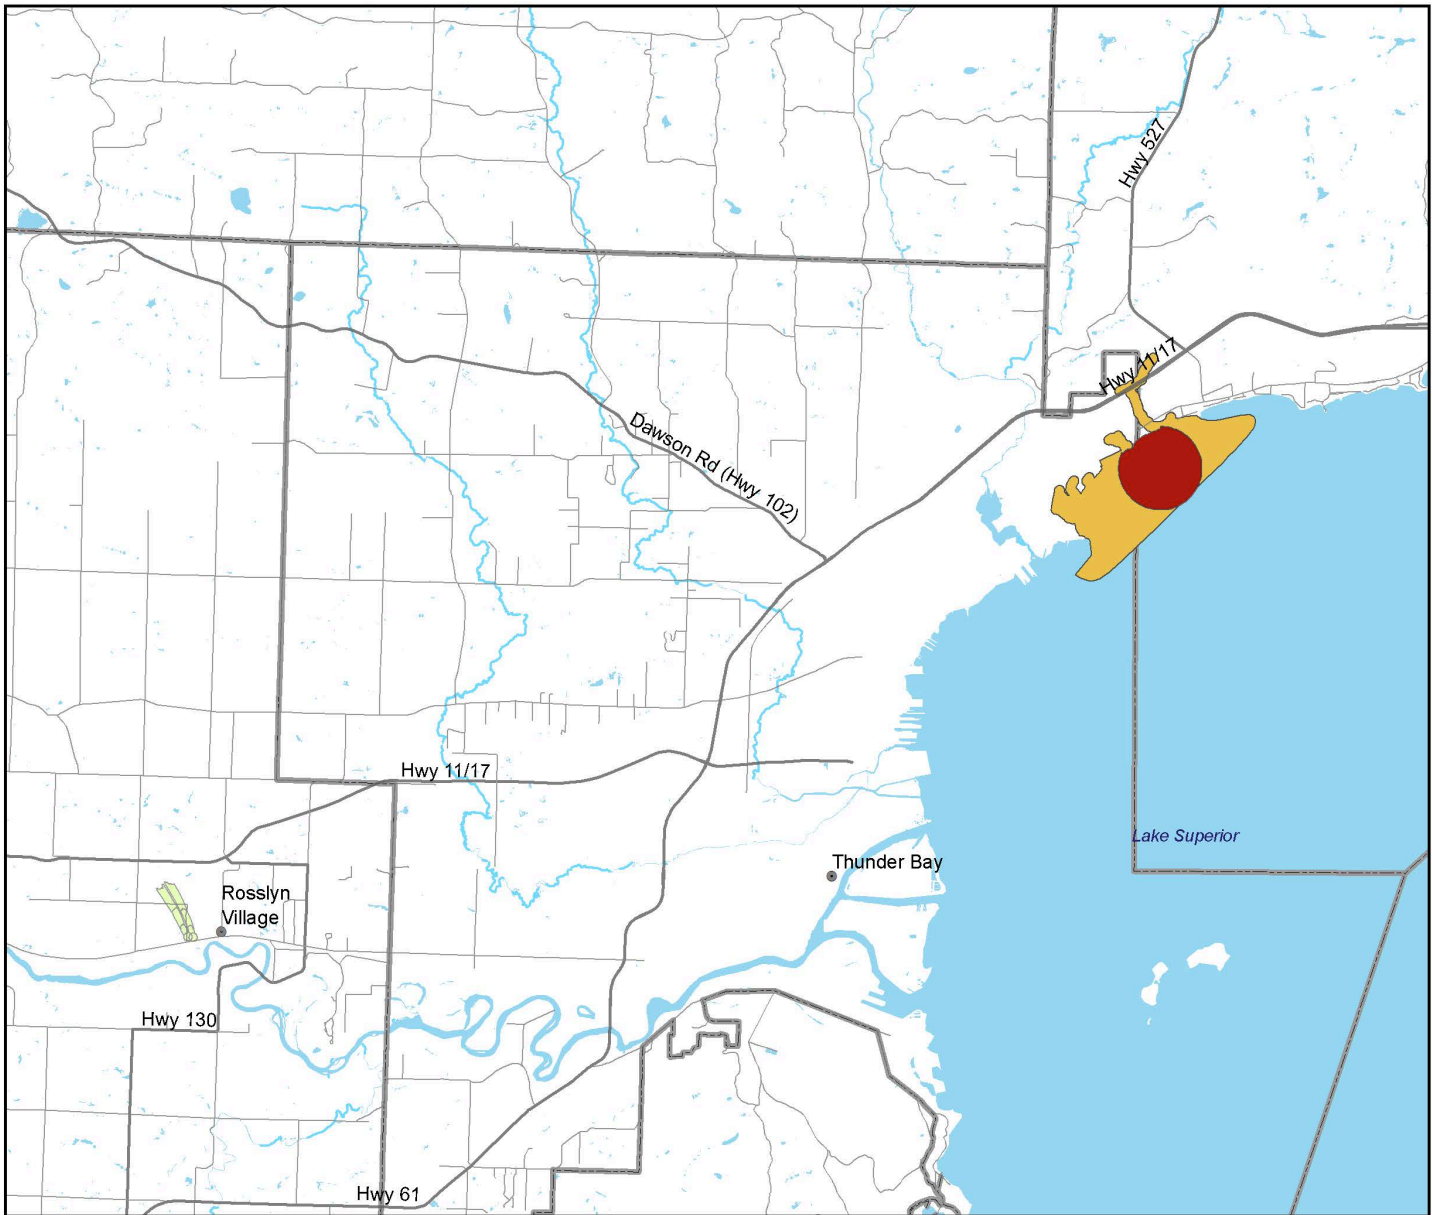 Hwy 527
Hwy 11/17
Dawson Rd (Hwy 102)
Hwy 11/17
Lake Superior
Thunder Bay
Rosslyn
Village
Hwy 130
Hwy 61